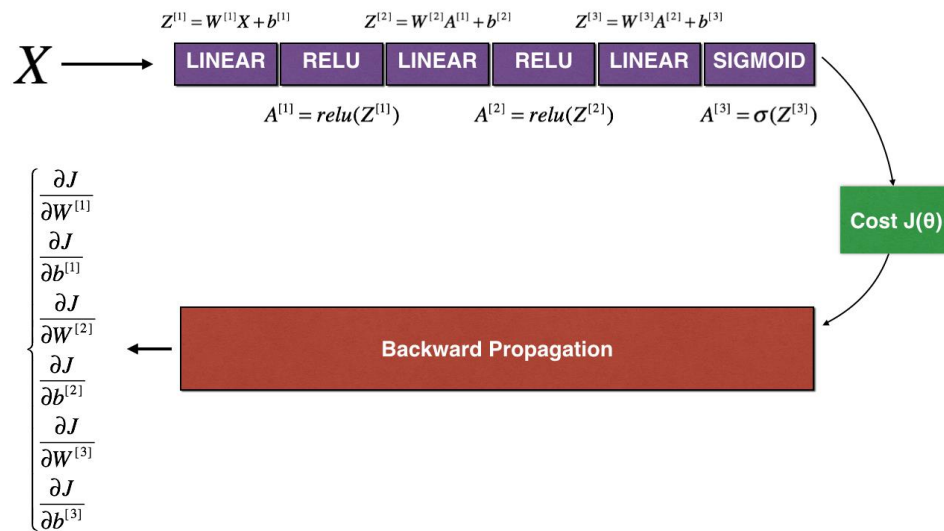 Z^[1] = W^[1]X + b^[1] Z^[2] = W^[2]A^[1] + b^[2] Z^[3] = W^[3]A^[2] + b^[3]
X LINEAR RELU LINEAR RELU LINEAR SIGMOID
A^[1] = relu(Z^[1]) A^[2] = relu(Z^[2]) A^[3] = σ(Z^[3])
Cost J(θ)
Backward Propagation
∂J
∂W^[1]
∂J
∂b^[1]
∂J
∂W^[2]
∂J
∂b^[2]
∂J
∂W^[3]
∂J
∂b^[3]